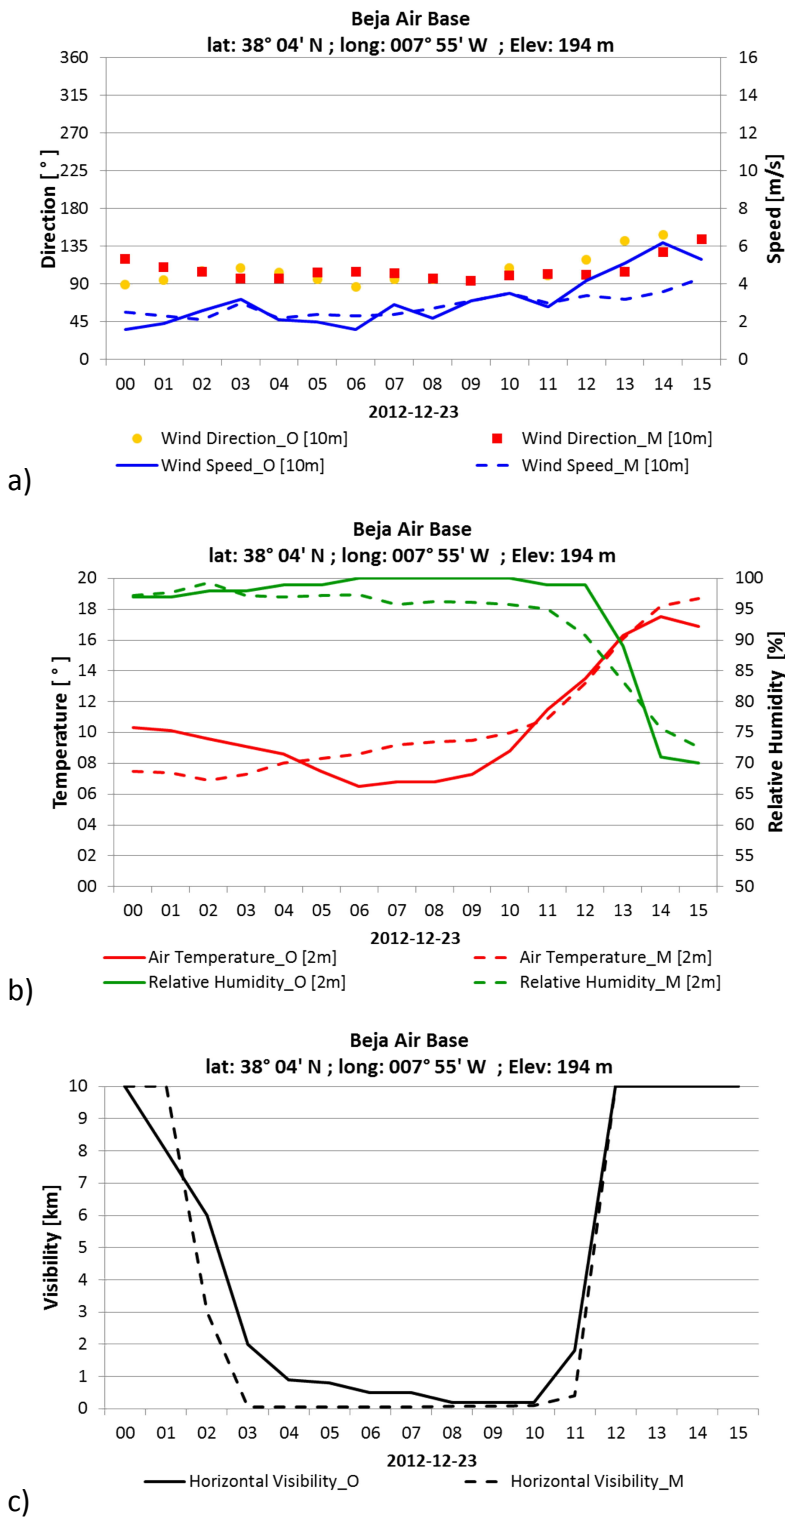 Beja Air Base
lat: 38° 04' N ; long: 007° 55' W ; Elev: 194 m
360 315 270 225 180 135 90 45 0
Direction [ ° ]
16 14 12 10 8 6 4 2 0
Speed [m/s]
00 01 02 03 04 05 06 07 08 09 10 11 12 13 14 15
2012-12-23
Wind Direction_O [10m] Wind Direction_M [10m]
Wind Speed_O [10m] Wind Speed_M [10m]
a)
Beja Air Base
lat: 38° 04' N ; long: 007° 55' W ; Elev: 194 m
20 18 16 14 12 10 08 06 04 02 00
Temperature [ ° ]
100 95 90 85 80 75 70 65 60 55 50
Relative Humidity [%]
00 01 02 03 04 05 06 07 08 09 10 11 12 13 14 15
2012-12-23
Air Temperature_O [2m] Air Temperature_M [2m]
Relative Humidity_O [2m] Relative Humidity_M [2m]
b)
Beja Air Base
lat: 38° 04' N ; long: 007° 55' W ; Elev: 194 m
10 9 8 7 6 5 4 3 2 1 0
Visibility [km]
00 01 02 03 04 05 06 07 08 09 10 11 12 13 14 15
2012-12-23
Horizontal Visibility_O Horizontal Visibility_M
c)